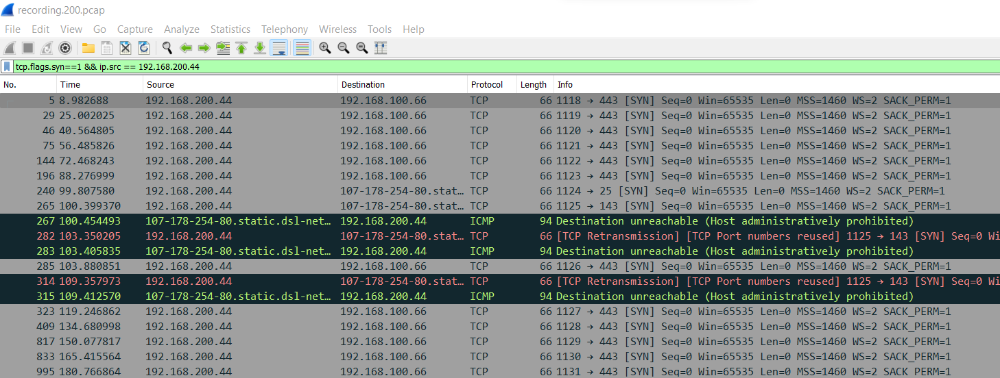 recording.200.pcap
File Edit View Go Capture Analyze Statistics Telephony Wireless Tools Help
tcp.flags.syn==1 && ip.src == 192.168.200.44
No. Time Source Destination Protocol Length Info
5 8.982688 192.168.200.44 192.168.100.66 TCP 66 1118 → 443 [SYN] Seq=0 Win=65535 Len=0 MSS=1460 WS=2 SACK_PERM=1
29 25.002025 192.168.200.44 192.168.100.66 TCP 66 1119 → 443 [SYN] Seq=0 Win=65535 Len=0 MSS=1460 WS=2 SACK_PERM=1
46 40.564805 192.168.200.44 192.168.100.66 TCP 66 1120 → 443 [SYN] Seq=0 Win=65535 Len=0 MSS=1460 WS=2 SACK_PERM=1
75 56.485826 192.168.200.44 192.168.100.66 TCP 66 1121 → 443 [SYN] Seq=0 Win=65535 Len=0 MSS=1460 WS=2 SACK_PERM=1
144 72.468243 192.168.200.44 192.168.100.66 TCP 66 1122 → 443 [SYN] Seq=0 Win=65535 Len=0 MSS=1460 WS=2 SACK_PERM=1
196 88.276999 192.168.200.44 192.168.100.66 TCP 66 1123 → 443 [SYN] Seq=0 Win=65535 Len=0 MSS=1460 WS=2 SACK_PERM=1
240 99.807580 192.168.200.44 107-178-254-80.stat… TCP 66 1124 → 25 [SYN] Seq=0 Win=65535 Len=0 MSS=1460 WS=2 SACK_PERM=1
265 100.399370 192.168.200.44 107-178-254-80.stat… TCP 66 1125 → 143 [SYN] Seq=0 Win=65535 Len=0 MSS=1460 WS=2 SACK_PERM=1
267 100.454493 107-178-254-80.static.dsl-net… 192.168.200.44 ICMP 94 Destination unreachable (Host administratively prohibited)
282 103.350205 192.168.200.44 107-178-254-80.stat… TCP 66 [TCP Retransmission] [TCP Port numbers reused] 1125 → 143 [SYN] Seq=0 Wi
283 103.405835 107-178-254-80.static.dsl-net… 192.168.200.44 ICMP 94 Destination unreachable (Host administratively prohibited)
285 103.880851 192.168.200.44 192.168.100.66 TCP 66 1126 → 443 [SYN] Seq=0 Win=65535 Len=0 MSS=1460 WS=2 SACK_PERM=1
314 109.357973 192.168.200.44 107-178-254-80.stat… TCP 66 [TCP Retransmission] [TCP Port numbers reused] 1125 → 143 [SYN] Seq=0 Wi
315 109.412570 107-178-254-80.static.dsl-net… 192.168.200.44 ICMP 94 Destination unreachable (Host administratively prohibited)
323 119.246862 192.168.200.44 192.168.100.66 TCP 66 1127 → 443 [SYN] Seq=0 Win=65535 Len=0 MSS=1460 WS=2 SACK_PERM=1
409 134.680998 192.168.200.44 192.168.100.66 TCP 66 1128 → 443 [SYN] Seq=0 Win=65535 Len=0 MSS=1460 WS=2 SACK_PERM=1
817 150.077817 192.168.200.44 192.168.100.66 TCP 66 1129 → 443 [SYN] Seq=0 Win=65535 Len=0 MSS=1460 WS=2 SACK_PERM=1
833 165.415564 192.168.200.44 192.168.100.66 TCP 66 1130 → 443 [SYN] Seq=0 Win=65535 Len=0 MSS=1460 WS=2 SACK_PERM=1
995 180.766864 192.168.200.44 192.168.100.66 TCP 66 1131 → 443 [SYN] Seq=0 Win=65535 Len=0 MSS=1460 WS=2 SACK_PERM=1